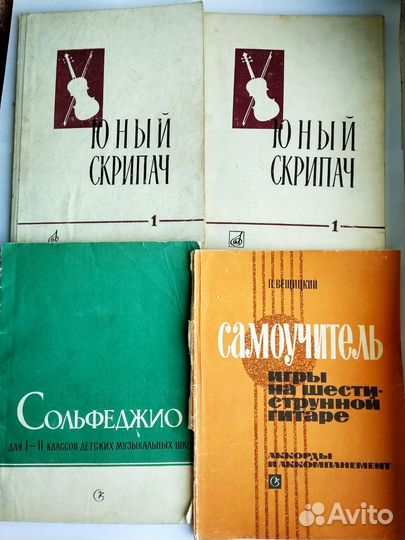 ЮНЫЙ
СКРИПАЧ
1
ЮНЫЙ
СКРИПАЧ
1
СОЛЬФЕДЖИО
ДЛЯ I–II КЛАССОВ ДЕТСКИХ МУЗЫКАЛЬНЫХ
П. ВЕЩИЦКИЙ
САМОУЧИТЕЛЬ
ИГРЫ
НА ШЕСТИ-
СТРУННОЙ
ГИТАРЕ
АККОРДЫ
И АККОМПАНЕМЕНТ
Avito